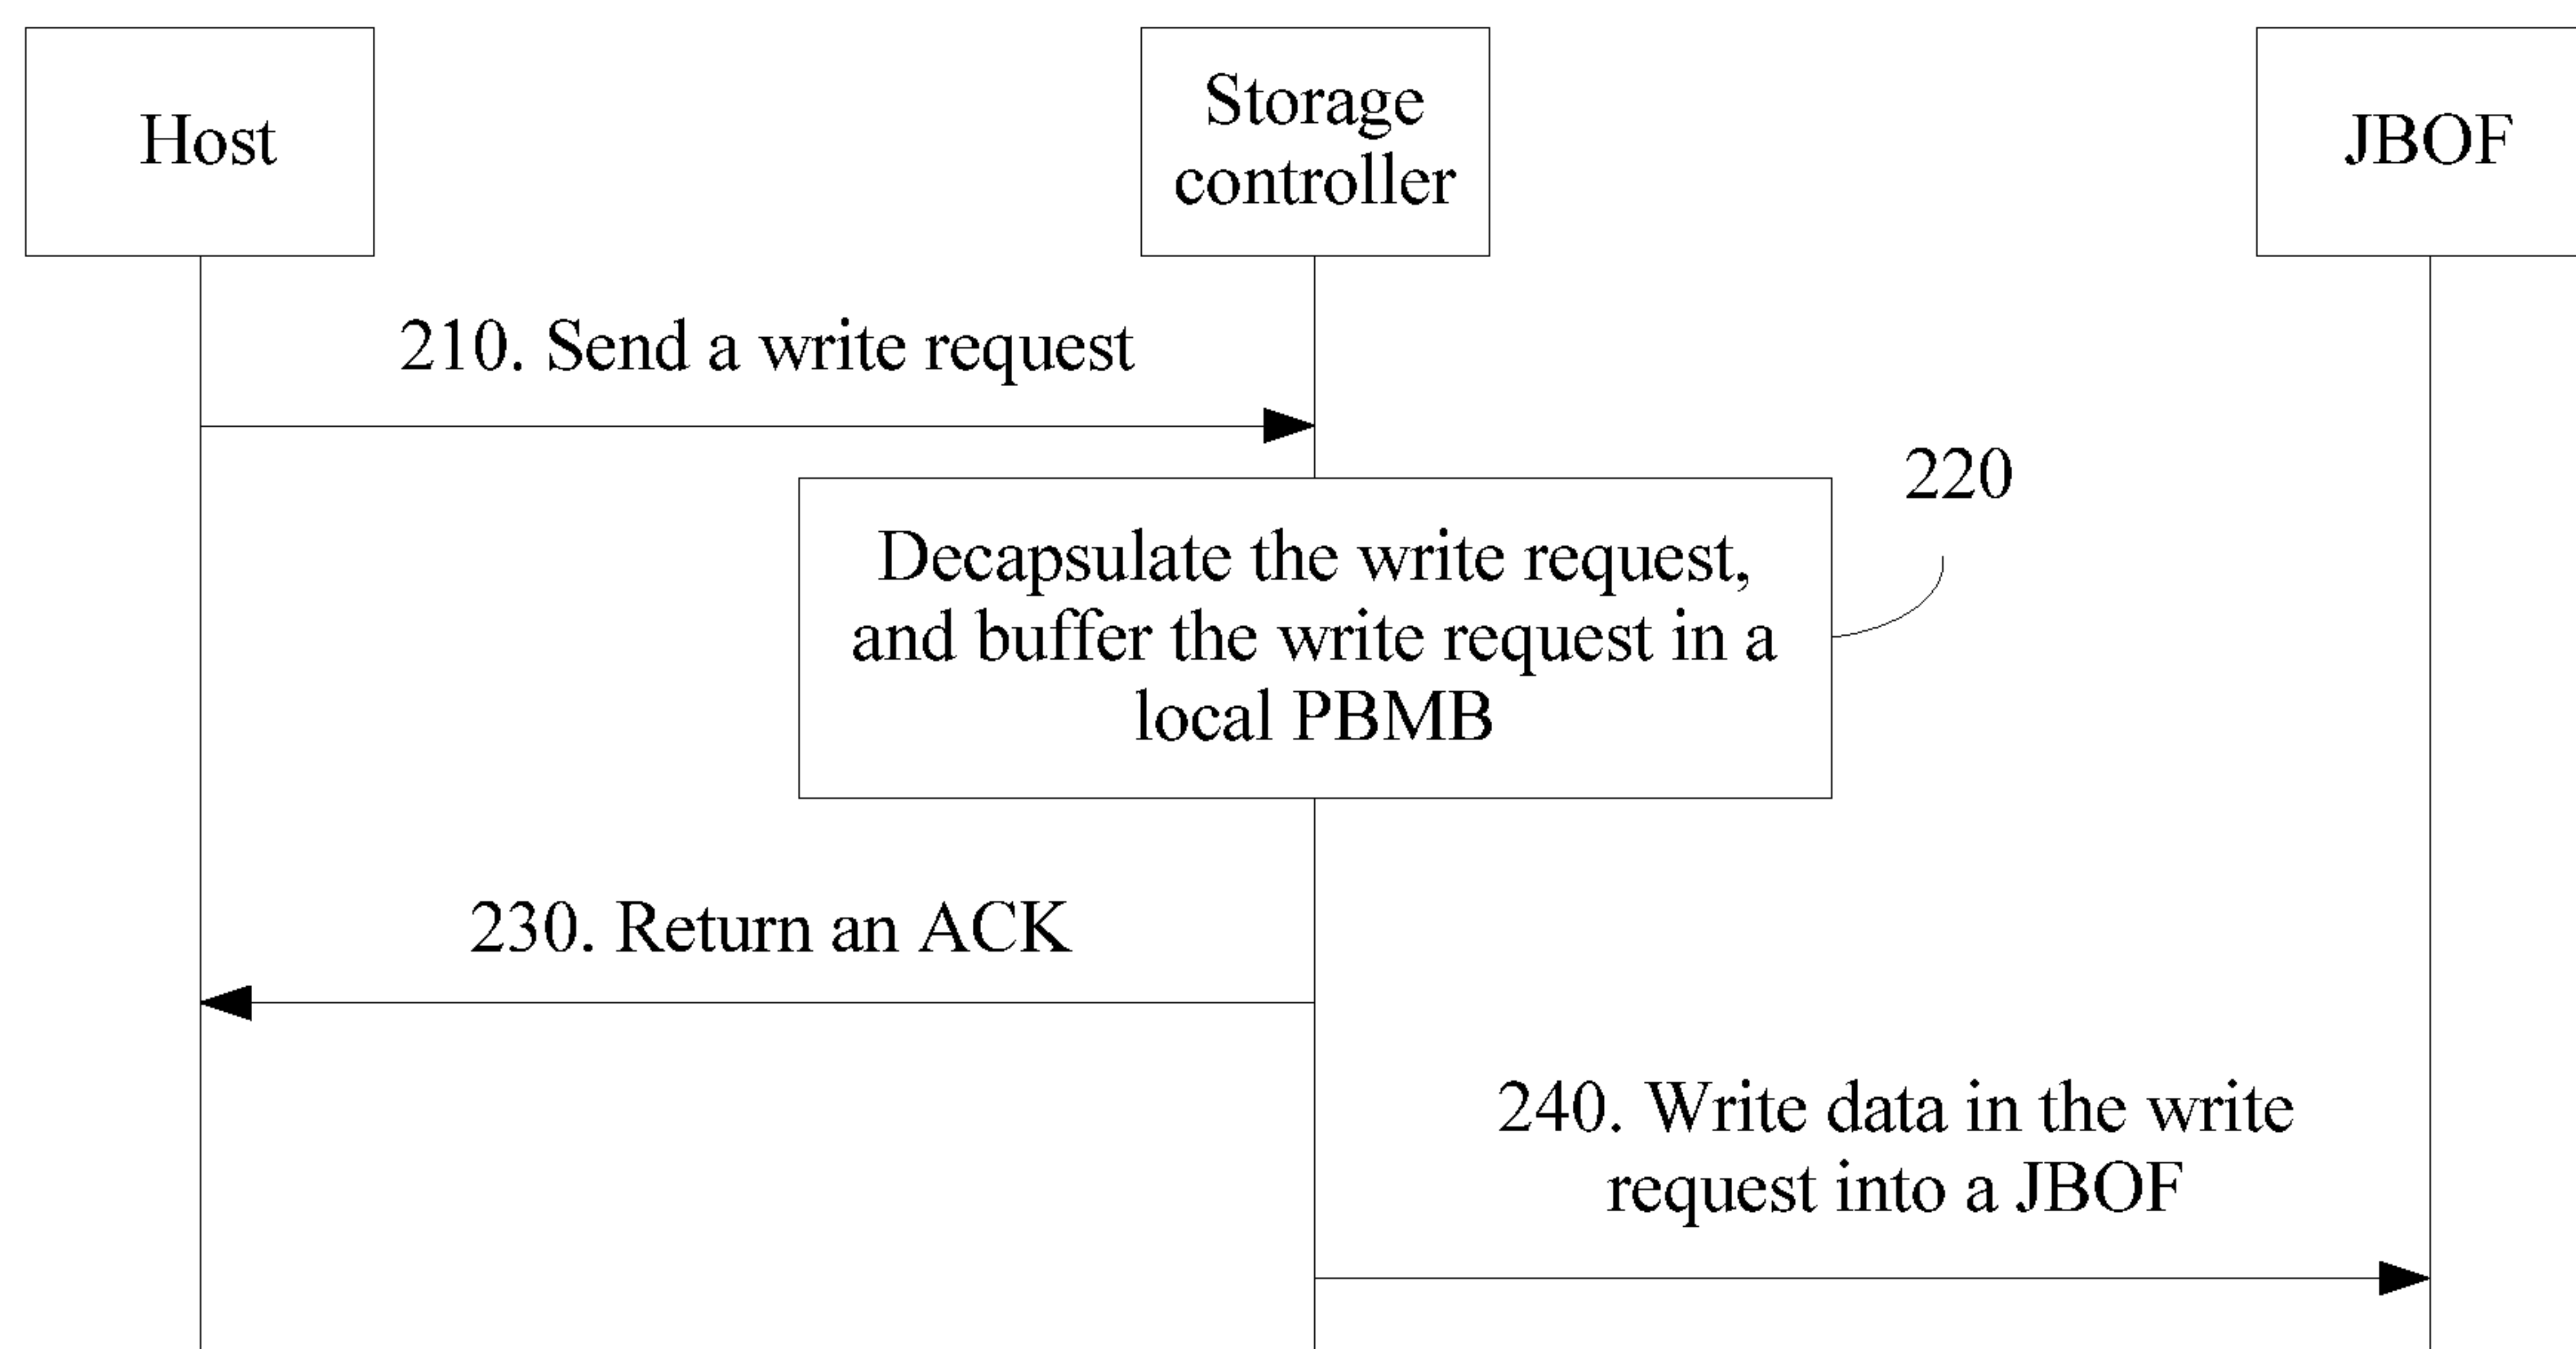 Host
Storage
controller
JBOF
210. Send a write request
220
Decapsulate the write request,
and buffer the write request in a
local PBMB
230. Return an ACK
240. Write data in the write
request into a JBOF